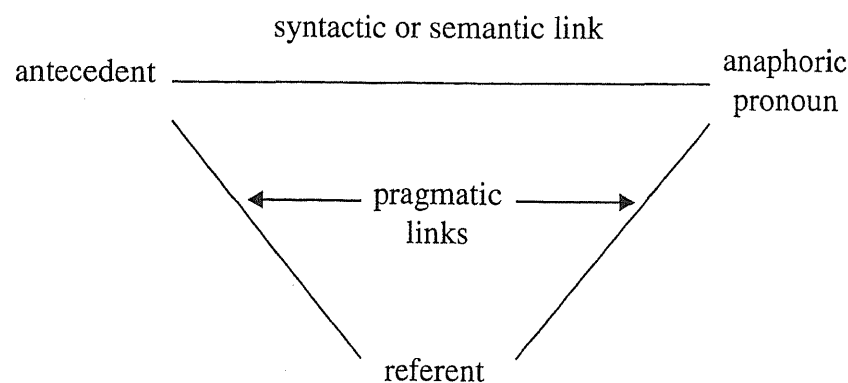 syntactic or semantic link
antecedent
anaphoric
pronoun
pragmatic
links
referent